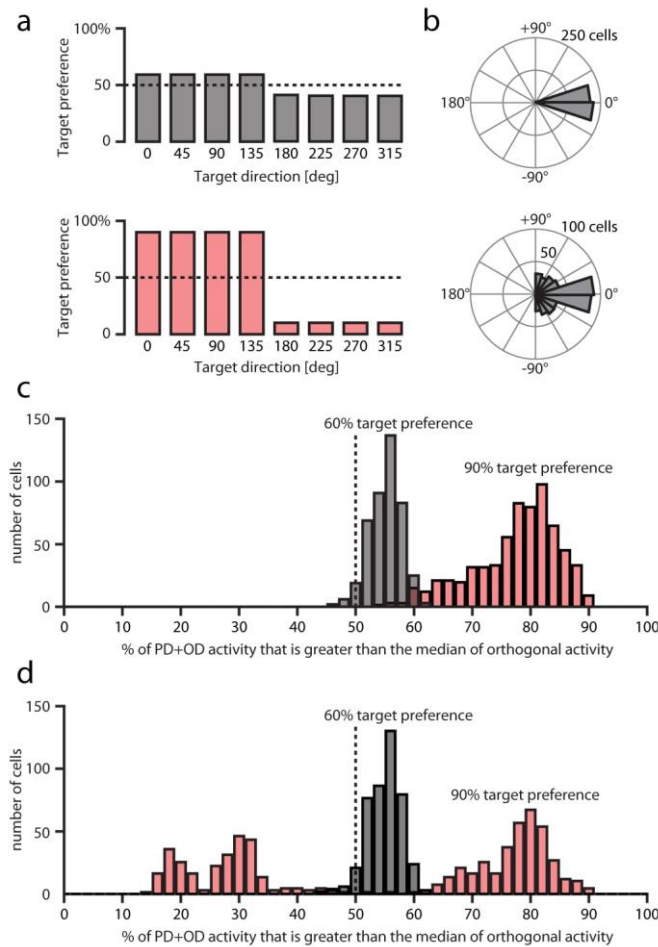 a
100%
50
0
Target preference
0 45 90 135 180 225 270 315
Target direction [deg]
100%
50
0
Target preference
0 45 90 135 180 225 270 315
Target direction [deg]
b
+90° 250 cells
180° 0°
-90°
+90° 100 cells
50
180° 0°
-90°
c
150
100
50
0
number of cells
60% target preference
90% target preference
0 10 20 30 40 50 60 70 80 90 100
% of PD+OD activity that is greater than the median of orthogonal activity
d
150
100
50
0
number of cells
60% target preference
90% target preference
0 10 20 30 40 50 60 70 80 90 100
% of PD+OD activity that is greater than the median of orthogonal activity